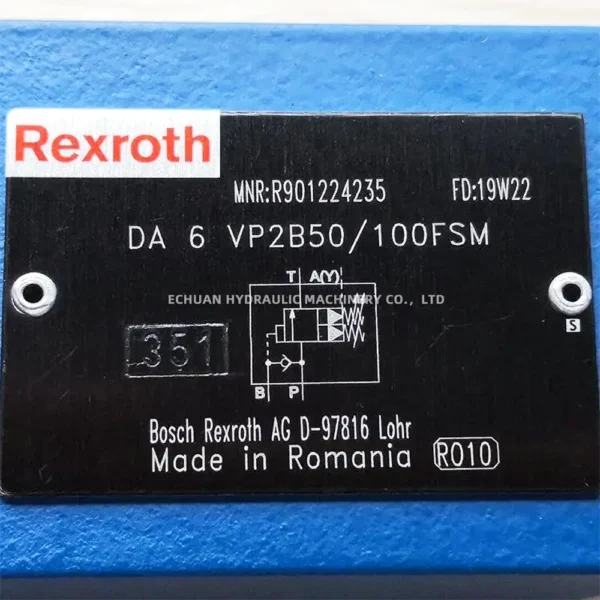 Rexroth
MNR:R901224235 FD:19W22
DA 6 VP2B50/100FSM
T A(Y)
ECHUAN HYDRAULIC MACHINERY CO., LTD
S
351
B P
Bosch Rexroth AG D-97816 Lohr
Made in Romania R010